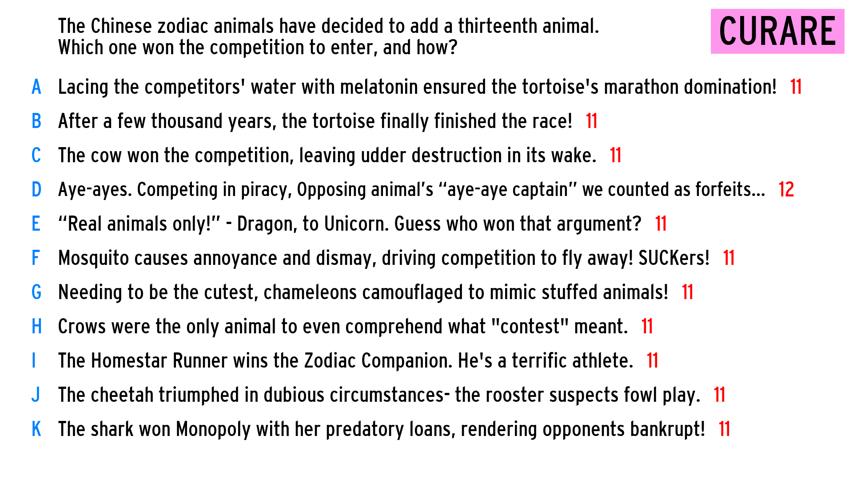 The Chinese zodiac animals have decided to add a thirteenth animal.
Which one won the competition to enter, and how?
CURARE
A Lacing the competitors' water with melatonin ensured the tortoise's marathon domination! 11
B After a few thousand years, the tortoise finally finished the race! 11
C The cow won the competition, leaving udder destruction in its wake. 11
D Aye-ayes. Competing in piracy, Opposing animal’s “aye-aye captain” we counted as forfeits... 12
E “Real animals only!” - Dragon, to Unicorn. Guess who won that argument? 11
F Mosquito causes annoyance and dismay, driving competition to fly away! SUCKers! 11
G Needing to be the cutest, chameleons camouflaged to mimic stuffed animals! 11
H Crows were the only animal to even comprehend what "contest" meant. 11
I The Homestar Runner wins the Zodiac Companion. He's a terrific athlete. 11
J The cheetah triumphed in dubious circumstances- the rooster suspects fowl play. 11
K The shark won Monopoly with her predatory loans, rendering opponents bankrupt! 11